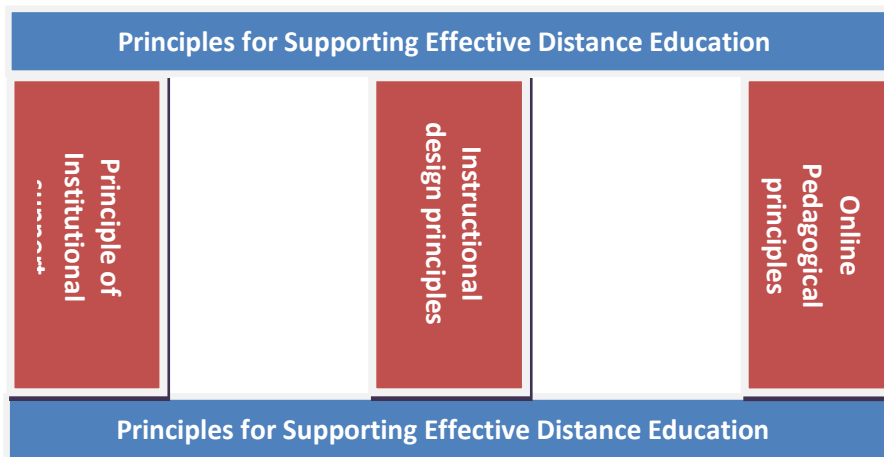 Principles for Supporting Effective Distance Education
Principle of
Institutional
support
Instructional
design principles
Online
Pedagogical
principles
Principles for Supporting Effective Distance Education